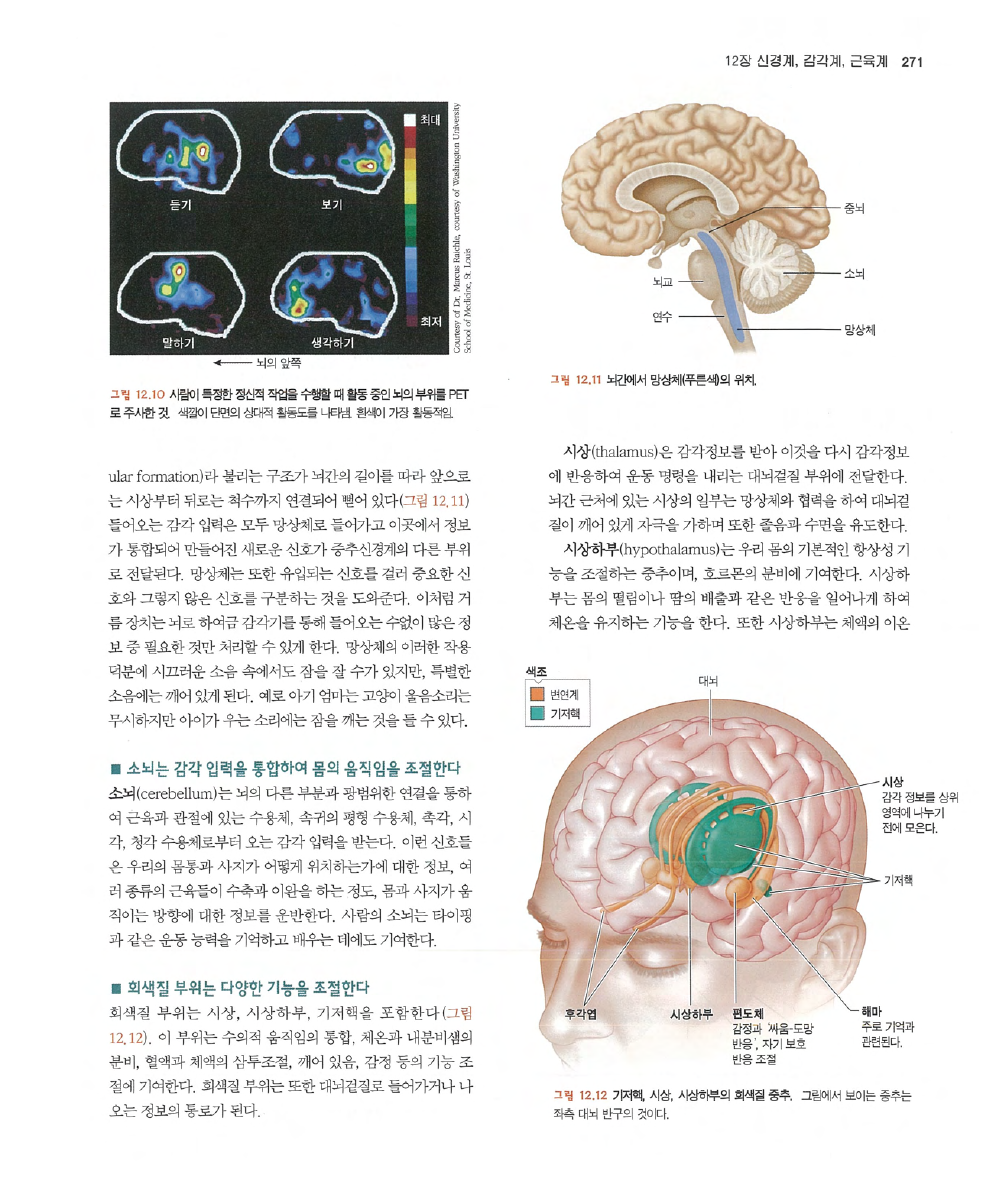 12장 신경계, 감각계, 근육계 271
최대
최저
듣기
보기
말하기
생각하기
뇌의 앞쪽
Courtesy of Dr. Marcus Raichle, courtesy of Washington University
School of Medicine, St. Louis
그림 12.10 사람이 특정한 정신적 작업을 수행할 때 활동 중인 뇌의 부위를 PET
로 주사한 것. 색깔이 단면의 상대적 활동도를 나타냄. 흰색이 가장 활동적임.
ular formation)라 불리는 구조가 뇌간의 길이를 따라 앞으로
는 시상부터 뒤로는 척수까지 연결되어 뻗어 있다(그림 12.11)
들어오는 감각 입력은 모두 망상체로 들어가고 이곳에서 정보
가 통합되어 만들어진 새로운 신호가 중추신경계의 다른 부위
로 전달된다. 망상체는 또한 유입되는 신호를 걸러 중요한 신
호와 그렇지 않은 신호를 구분하는 것을 도와준다. 이처럼 거
름 장치는 뇌로 하여금 감각기를 통해 들어오는 수없이 많은 정
보 중 필요한 것만 처리할 수 있게 한다. 망상체의 이러한 작용
덕분에 시끄러운 소음 속에서도 잠을 잘 수가 있지만, 특별한
소음에는 깨어 있게 된다. 예로 아기 엄마는 고양이 울음소리는
무시하지만 아이가 우는 소리에는 잠을 깨는 것을 들 수 있다.
■ 소뇌는 감각 입력을 통합하여 몸의 움직임을 조절한다
소뇌(cerebellum)는 뇌의 다른 부분과 광범위한 연결을 통하
여 근육과 관절에 있는 수용체, 속귀의 평형 수용체, 촉각, 시
각, 청각 수용체로부터 오는 감각 입력을 받는다. 이런 신호들
은 우리의 몸통과 사지가 어떻게 위치하는가에 대한 정보, 여
러 종류의 근육들이 수축과 이완을 하는 정도, 몸과 사지가 움
직이는 방향에 대한 정보를 운반한다. 사람의 소뇌는 타이핑
과 같은 운동 능력을 기억하고 배우는 데에도 기여한다.
■ 회색질 부위는 다양한 기능을 조절한다
회색질 부위는 시상, 시상하부, 기저핵을 포함한다(그림
12.12). 이 부위는 수의적 움직임의 통합, 체온과 내분비샘의
분비, 혈액과 체액의 삼투조절, 깨어 있음, 감정 등의 기능 조
절에 기여한다. 회색질 부위는 또한 대뇌겉질로 들어가거나 나
오는 정보의 통로가 된다.
중뇌
소뇌
뇌교
연수
망상체
그림 12.11 뇌간에서 망상체(푸른색)의 위치.
시상(thalamus)은 감각정보를 받아 이것을 다시 감각정보
에 반응하여 운동 명령을 내리는 대뇌겉질 부위에 전달한다.
뇌간 근처에 있는 시상의 일부는 망상체와 협력을 하여 대뇌겉
질이 깨어 있게 자극을 가하며 또한 졸음과 수면을 유도한다.
시상하부(hypothalamus)는 우리 몸의 기본적인 항상성 기
능을 조절하는 중추이며, 호르몬의 분비에 기여한다. 시상하
부는 몸의 떨림이나 땀의 배출과 같은 반응을 일어나게 하여
체온을 유지하는 기능을 한다. 또한 시상하부는 체액의 이온
색조
변연계
기저핵
대뇌
시상
감각 정보를 상위
영역에 나누기
전에 모은다.
기저핵
후각엽
시상하부
편도체
감정과 '싸움-도망
반응', 자기 보호
반응 조절
해마
주로 기억과
관련된다.
그림 12.12 기저핵, 시상, 시상하부의 회색질 중추. 그림에서 보이는 중추는
좌측 대뇌 반구의 것이다.